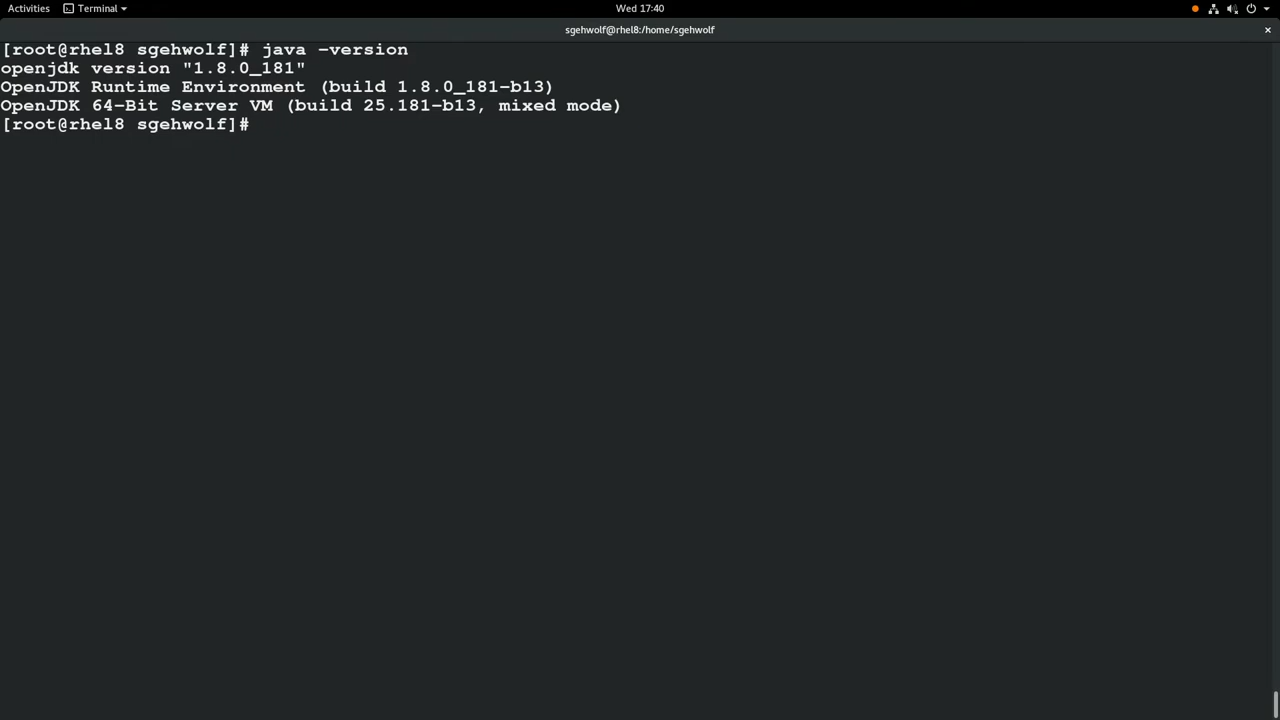 Activities
Terminal
Wed 17:40
sgehwolf@rhel8:/home/sgehwolf
[root@rhel8 sgehwolf]# java -version
openjdk version "1.8.0_181"
OpenJDK Runtime Environment (build 1.8.0_181-b13)
OpenJDK 64-Bit Server VM (build 25.181-b13, mixed mode)
[root@rhel8 sgehwolf]#